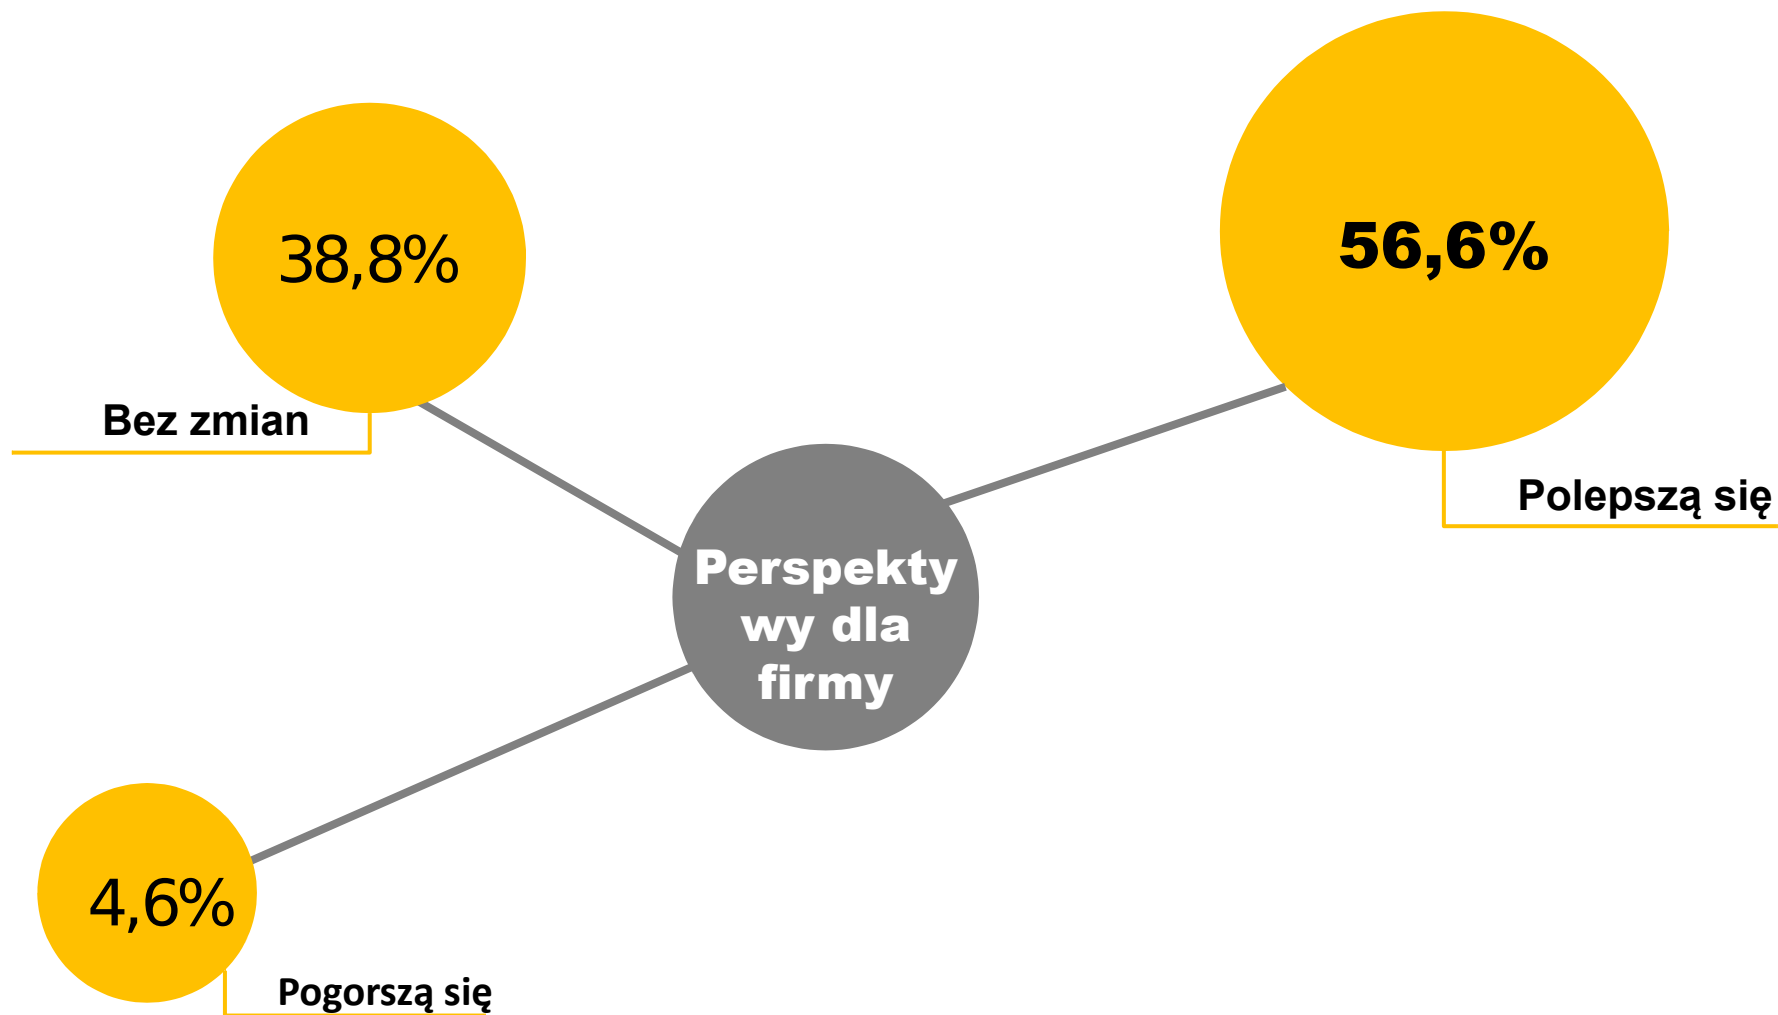 38,8%
Bez zmian
56,6%
Polepszą się
Perspekty
wy dla
firmy
4,6%
Pogorszą się